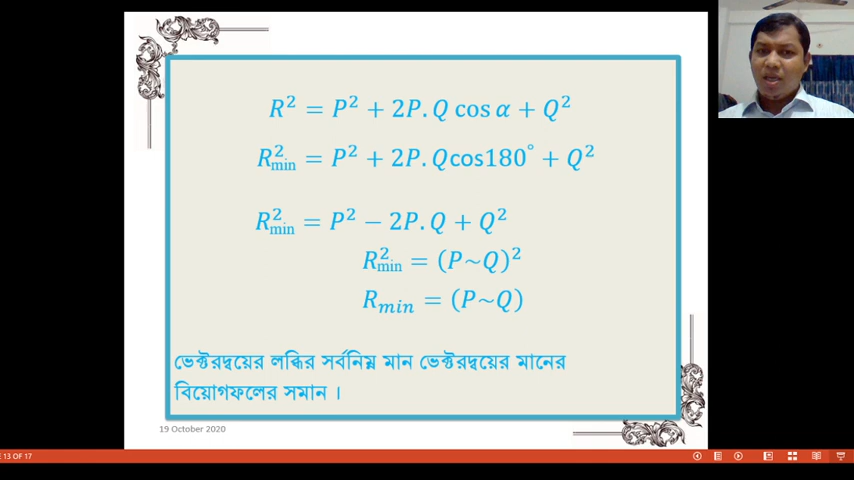 R² = P² + 2P.Q cos α + Q²
R²min = P² + 2P.Qcos180° + Q²
R²min = P² − 2P.Q + Q²
R²min = (P~Q)²
Rmin = (P~Q)
ভেক্টরদ্বয়ের লব্ধির সর্বনিম্ন মান ভেক্টরদ্বয়ের মানের
বিয়োগফলের সমান ।
19 October 2020
13 OF 17